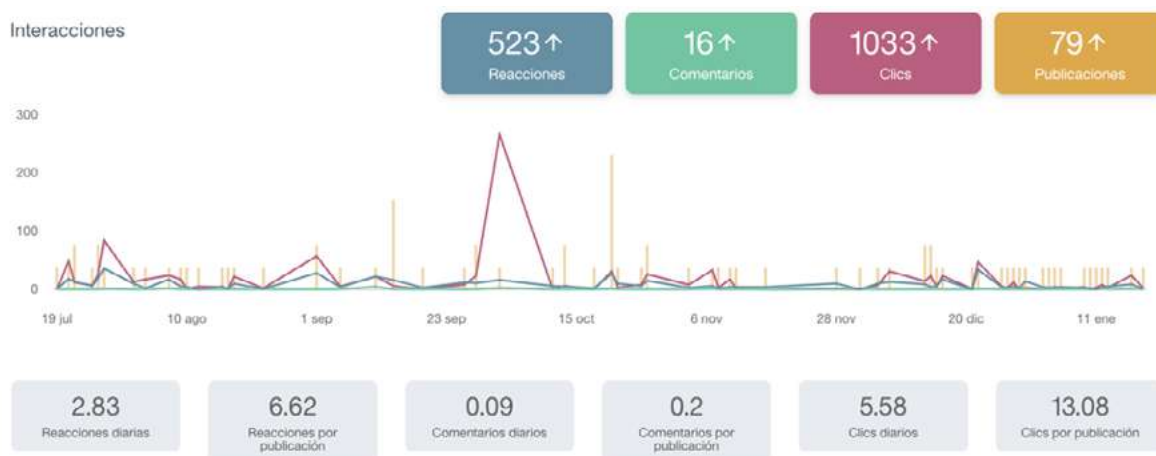 Interacciones
523↑
Reacciones
16↑
Comentarios
1033↑
Clics
79↑
Publicaciones
300
200
100
0
19 jul
10 ago
1 sep
23 sep
15 oct
6 nov
28 nov
20 dic
11 ene
2.83
Reacciones diarias
6.62
Reacciones por
publicación
0.09
Comentarios diarios
0.2
Comentarios por
publicación
5.58
Clics diarios
13.08
Clics por publicación